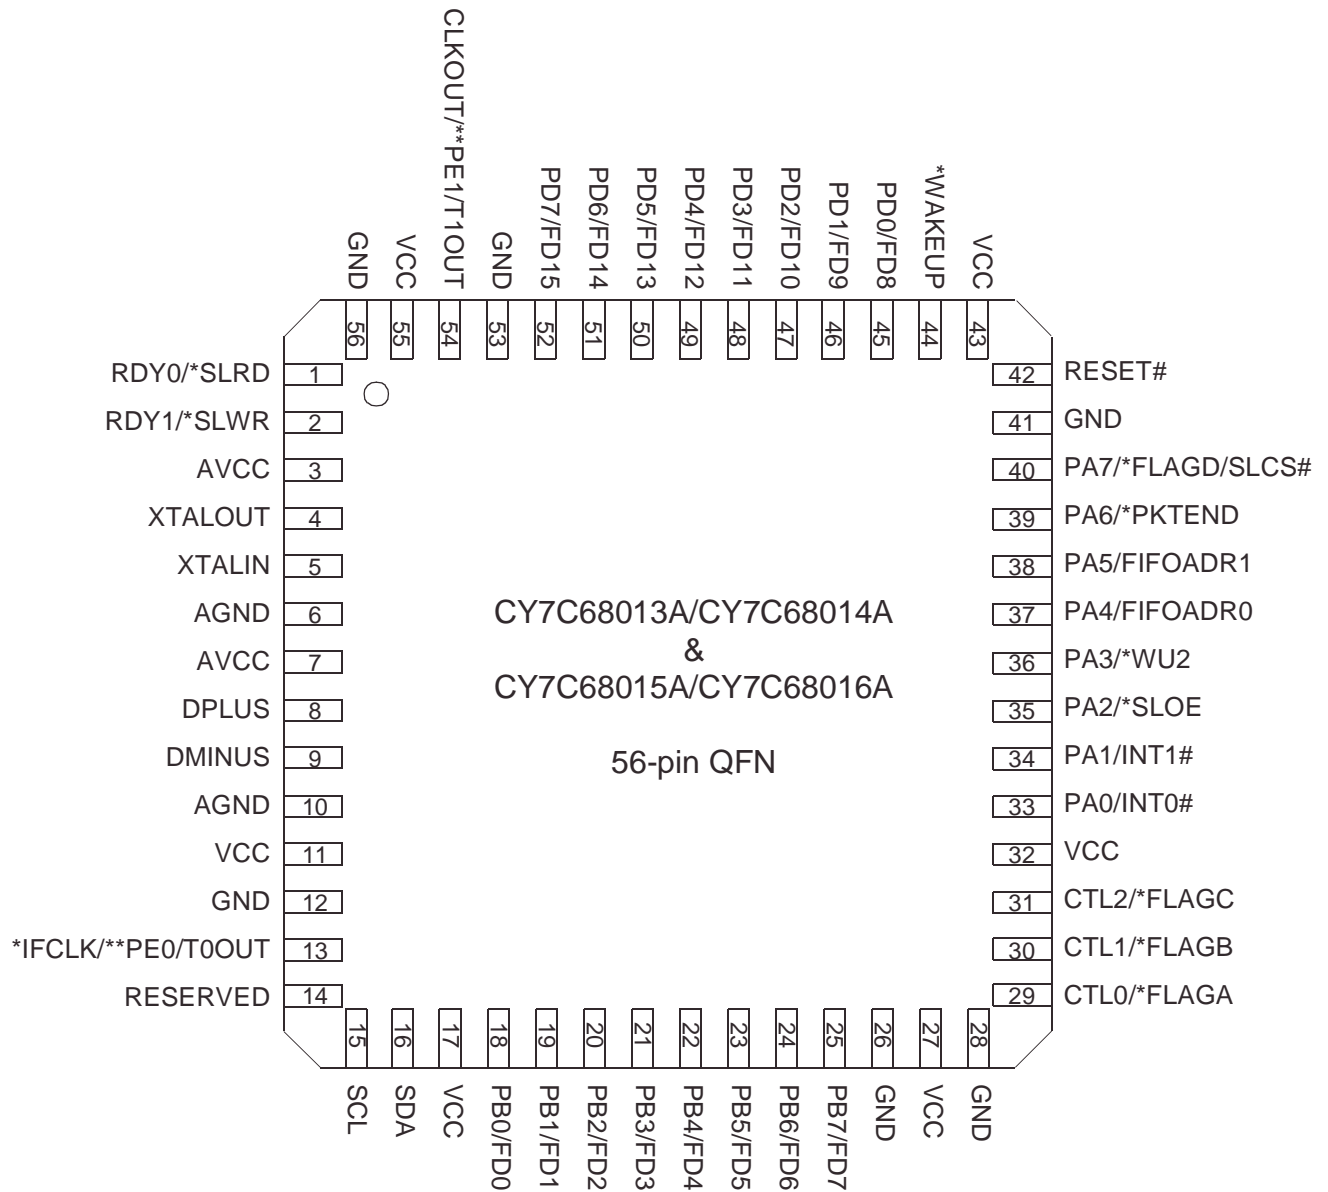 CLKOUT/**PE1/T1OUT
GND
VCC
GND
PD7/FD15
PD6/FD14
PD5/FD13
PD4/FD12
PD3/FD11
PD2/FD10
PD1/FD9
PD0/FD8
*WAKEUP
VCC
56
55
54
53
52
51
50
49
48
47
46
45
44
43
RDY0/*SLRD 1
RDY1/*SLWR 2
AVCC 3
XTALOUT 4
XTALIN 5
AGND 6
AVCC 7
DPLUS 8
DMINUS 9
AGND 10
VCC 11
GND 12
*IFCLK/**PE0/T0OUT 13
RESERVED 14
CY7C68013A/CY7C68014A
&
CY7C68015A/CY7C68016A
56-pin QFN
42 RESET#
41 GND
40 PA7/*FLAGD/SLCS#
39 PA6/*PKTEND
38 PA5/FIFOADR1
37 PA4/FIFOADR0
36 PA3/*WU2
35 PA2/*SLOE
34 PA1/INT1#
33 PA0/INT0#
32 VCC
31 CTL2/*FLAGC
30 CTL1/*FLAGB
29 CTL0/*FLAGA
15
16
17
18
19
20
21
22
23
24
25
26
27
28
SCL
SDA
VCC
PB0/FD0
PB1/FD1
PB2/FD2
PB3/FD3
PB4/FD4
PB5/FD5
PB6/FD6
PB7/FD7
GND
VCC
GND